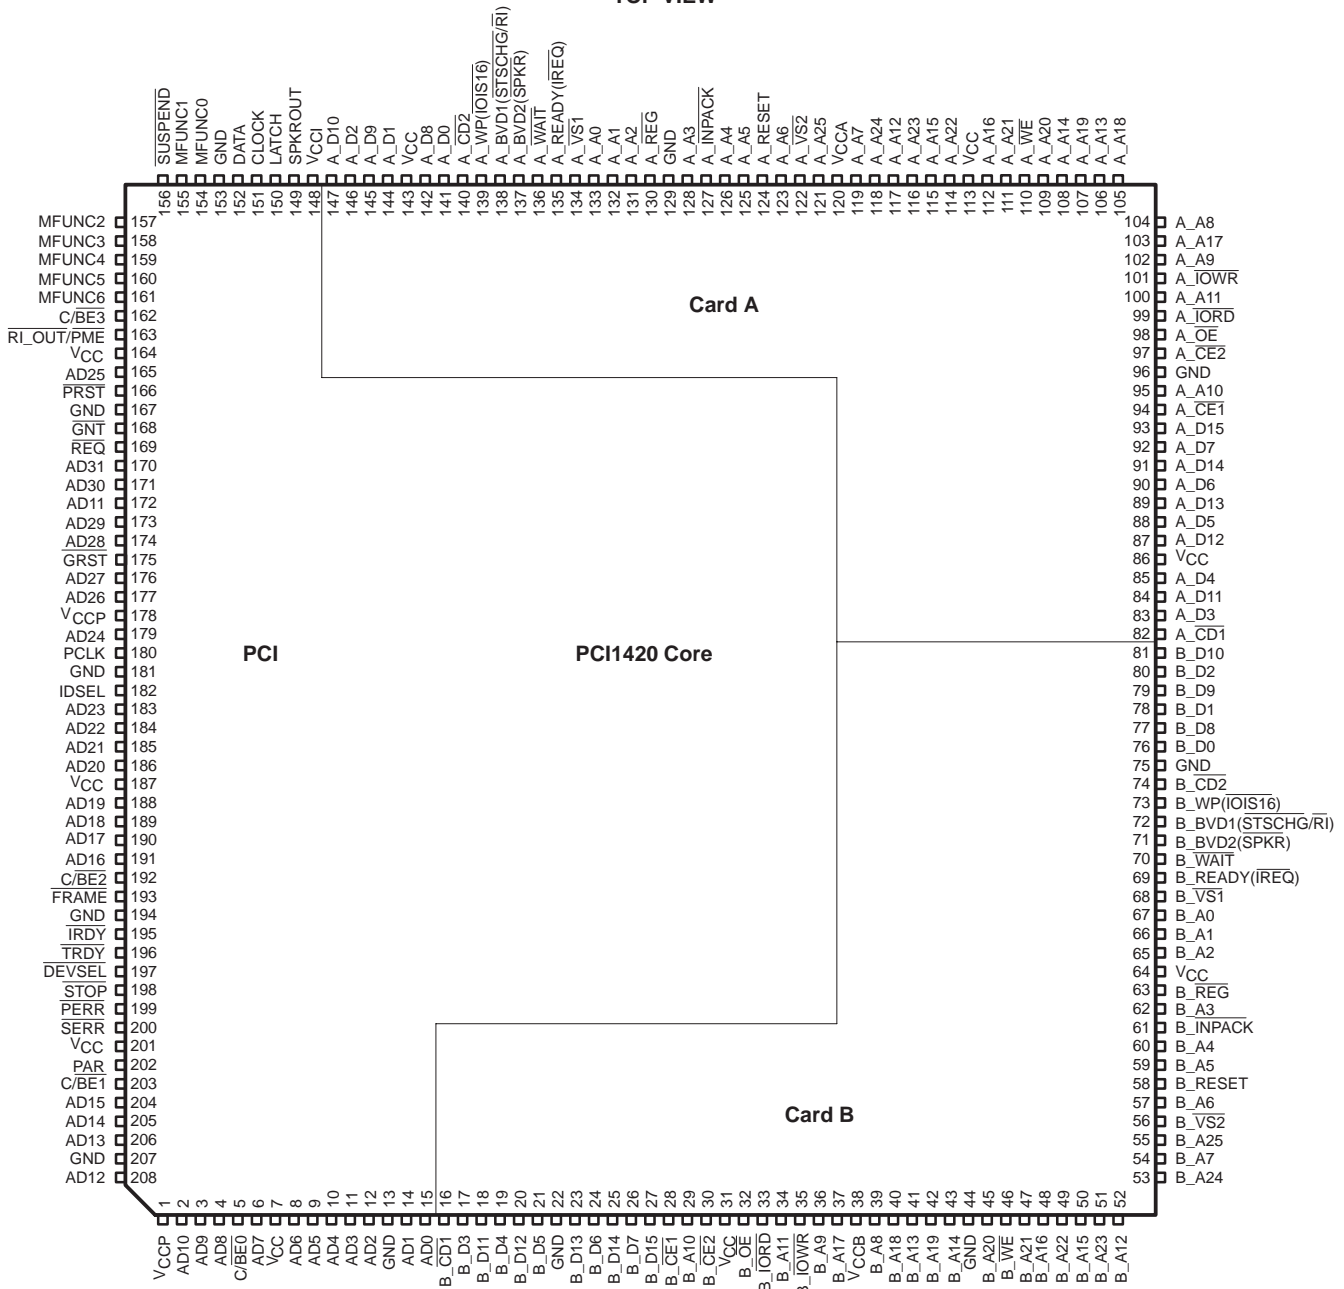 TOP VIEW
SUSPEND
MFUNC1
MFUNC0
GND
DATA
CLOCK
LATCH
SPKROUT
VCCI
A_D10
A_D2
A_D9
A_D1
VCC
A_D8
A_D0
A_CD2
A_WP(IOIS16)
A_BVD1(STSCHG/RI)
A_BVD2(SPKR)
A_WAIT
A_READY(IREQ)
A_VS1
A_A0
A_A1
A_A2
A_REG
GND
A_A3
A_INPACK
A_A4
A_A5
A_RESET
A_A6
A_VS2
A_A25
VCCA
A_A7
A_A24
A_A12
A_A23
A_A15
A_A22
VCC
A_A16
A_A21
A_WE
A_A20
A_A14
A_A19
A_A13
A_A18
156
155
154
153
152
151
150
149
148
147
146
145
144
143
142
141
140
139
138
137
136
135
134
133
132
131
130
129
128
127
126
125
124
123
122
121
120
119
118
117
116
115
114
113
112
111
110
109
108
107
106
105
MFUNC2 157
MFUNC3 158
MFUNC4 159
MFUNC5 160
MFUNC6 161
C/BE3 162
RI_OUT/PME 163
VCC 164
AD25 165
PRST 166
GND 167
GNT 168
REQ 169
AD31 170
AD30 171
AD11 172
AD29 173
AD28 174
GRST 175
AD27 176
AD26 177
VCCP 178
AD24 179
PCLK 180
GND 181
IDSEL 182
AD23 183
AD22 184
AD21 185
AD20 186
VCC 187
AD19 188
AD18 189
AD17 190
AD16 191
C/BE2 192
FRAME 193
GND 194
IRDY 195
TRDY 196
DEVSEL 197
STOP 198
PERR 199
SERR 200
VCC 201
PAR 202
C/BE1 203
AD15 204
AD14 205
AD13 206
GND 207
AD12 208
Card A
PCI
PCI1420 Core
Card B
104 A_A8
103 A_A17
102 A_A9
101 A_IOWR
100 A_A11
99 A_IORD
98 A_OE
97 A_CE2
96 GND
95 A_A10
94 A_CE1
93 A_D15
92 A_D7
91 A_D14
90 A_D6
89 A_D13
88 A_D5
87 A_D12
86 VCC
85 A_D4
84 A_D11
83 A_D3
82 A_CD1
81 B_D10
80 B_D2
79 B_D9
78 B_D1
77 B_D8
76 B_D0
75 GND
74 B_CD2
73 B_WP(IOIS16)
72 B_BVD1(STSCHG/RI)
71 B_BVD2(SPKR)
70 B_WAIT
69 B_READY(IREQ)
68 B_VS1
67 B_A0
66 B_A1
65 B_A2
64 VCC
63 B_REG
62 B_A3
61 B_INPACK
60 B_A4
59 B_A5
58 B_RESET
57 B_A6
56 B_VS2
55 B_A25
54 B_A7
53 B_A24
1
2
3
4
5
6
7
8
9
10
11
12
13
14
15
16
17
18
19
20
21
22
23
24
25
26
27
28
29
30
31
32
33
34
35
36
37
38
39
40
41
42
43
44
45
46
47
48
49
50
51
52
VCCP
AD10
AD9
AD8
C/BE0
AD7
VCC
AD6
AD5
AD4
AD3
AD2
GND
AD1
AD0
B_CD1
B_D3
B_D11
B_D4
B_D12
B_D5
GND
B_D13
B_D6
B_D14
B_D7
B_D15
B_CE1
B_A10
B_CE2
VCC
B_OE
B_IORD
B_A11
B_IOWR
B_A9
B_A17
VCCB
B_A8
B_A18
B_A13
B_A19
B_A14
GND
B_A20
B_WE
B_A21
B_A16
B_A22
B_A15
B_A23
B_A12